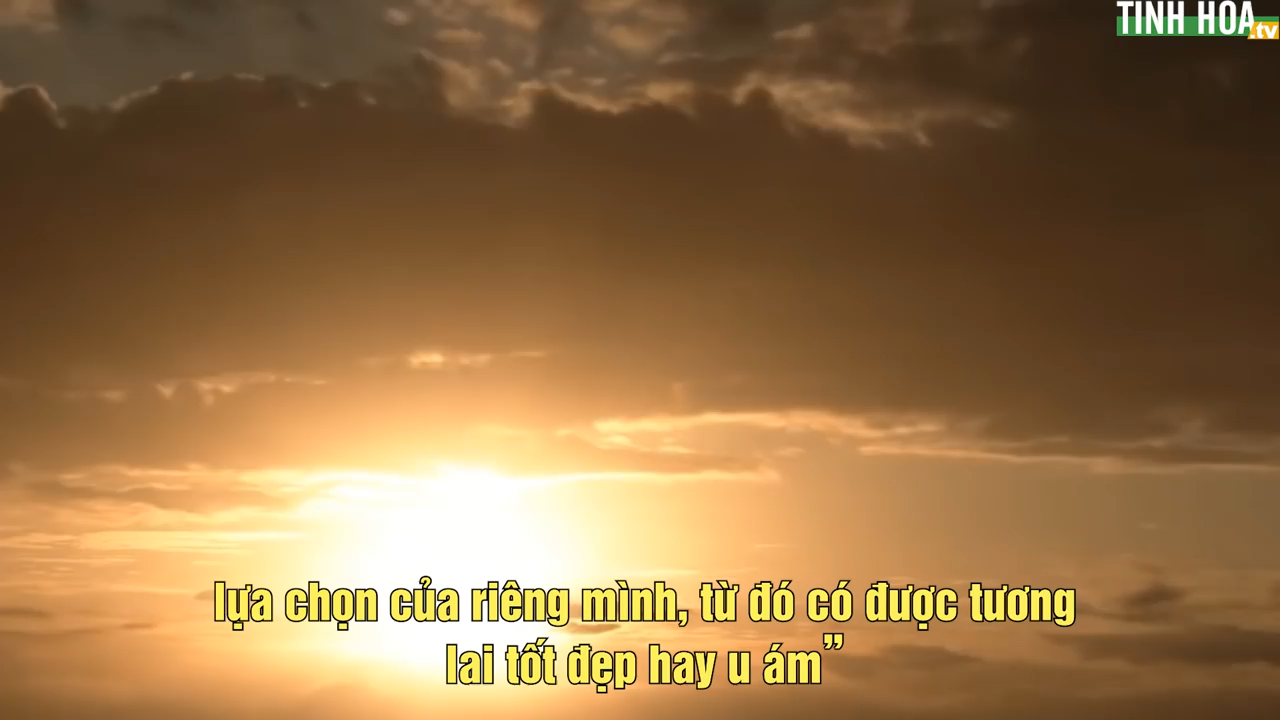 TINH HOA
.tv
lựa chọn của riêng mình, từ đó có được tương
lai tốt đẹp hay u ám”